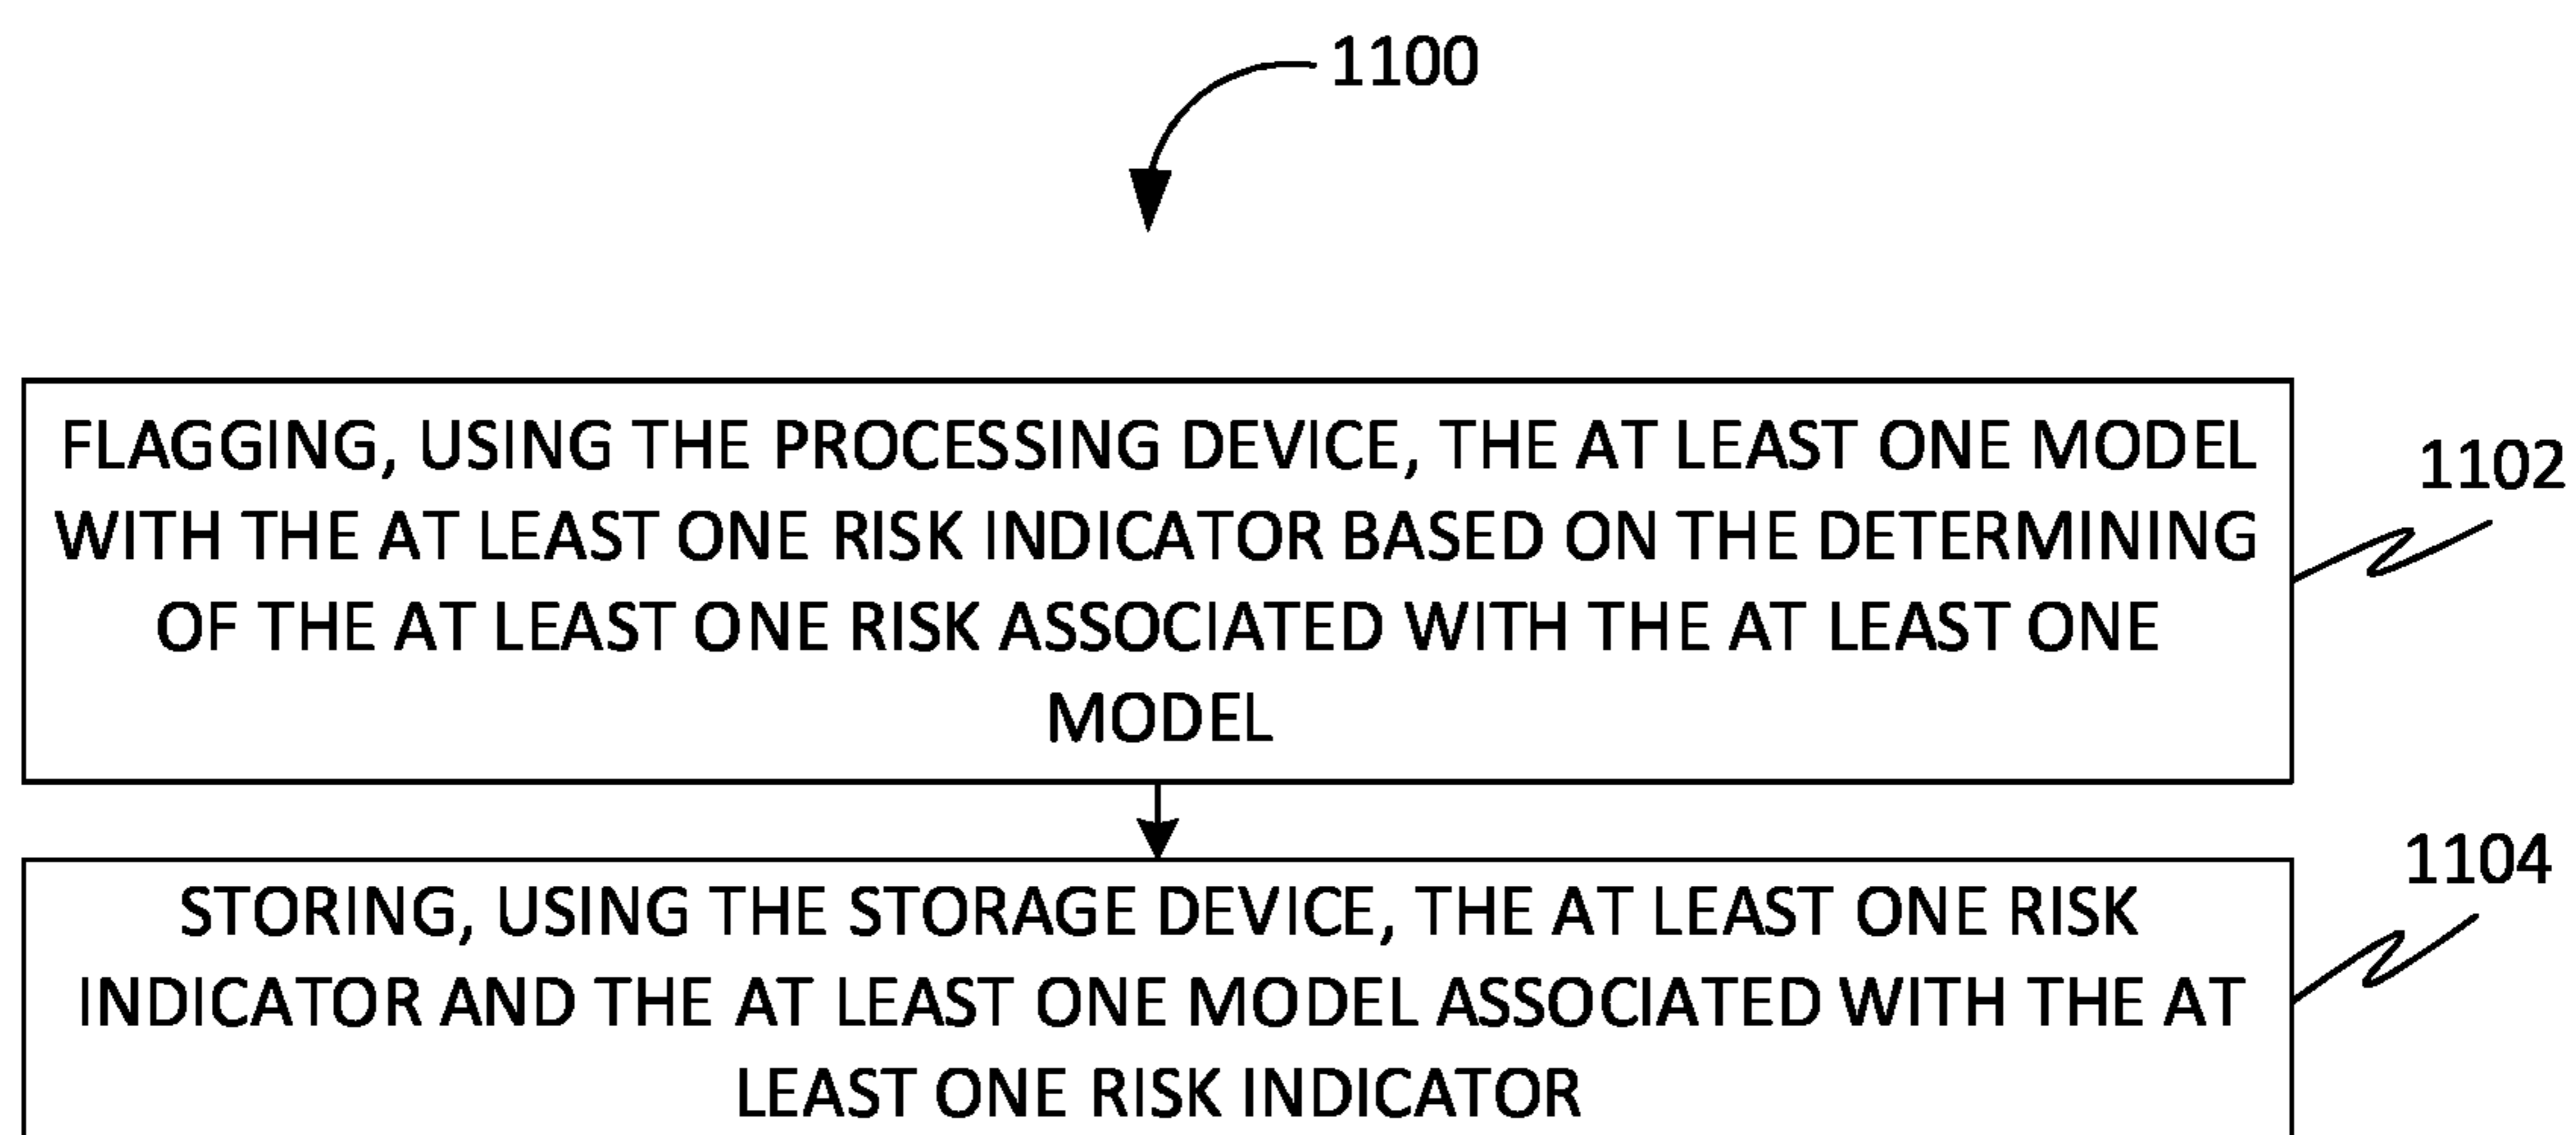 1100
FLAGGING, USING THE PROCESSING DEVICE, THE AT LEAST ONE MODEL
WITH THE AT LEAST ONE RISK INDICATOR BASED ON THE DETERMINING
OF THE AT LEAST ONE RISK ASSOCIATED WITH THE AT LEAST ONE
MODEL
1102
STORING, USING THE STORAGE DEVICE, THE AT LEAST ONE RISK
INDICATOR AND THE AT LEAST ONE MODEL ASSOCIATED WITH THE AT
LEAST ONE RISK INDICATOR
1104